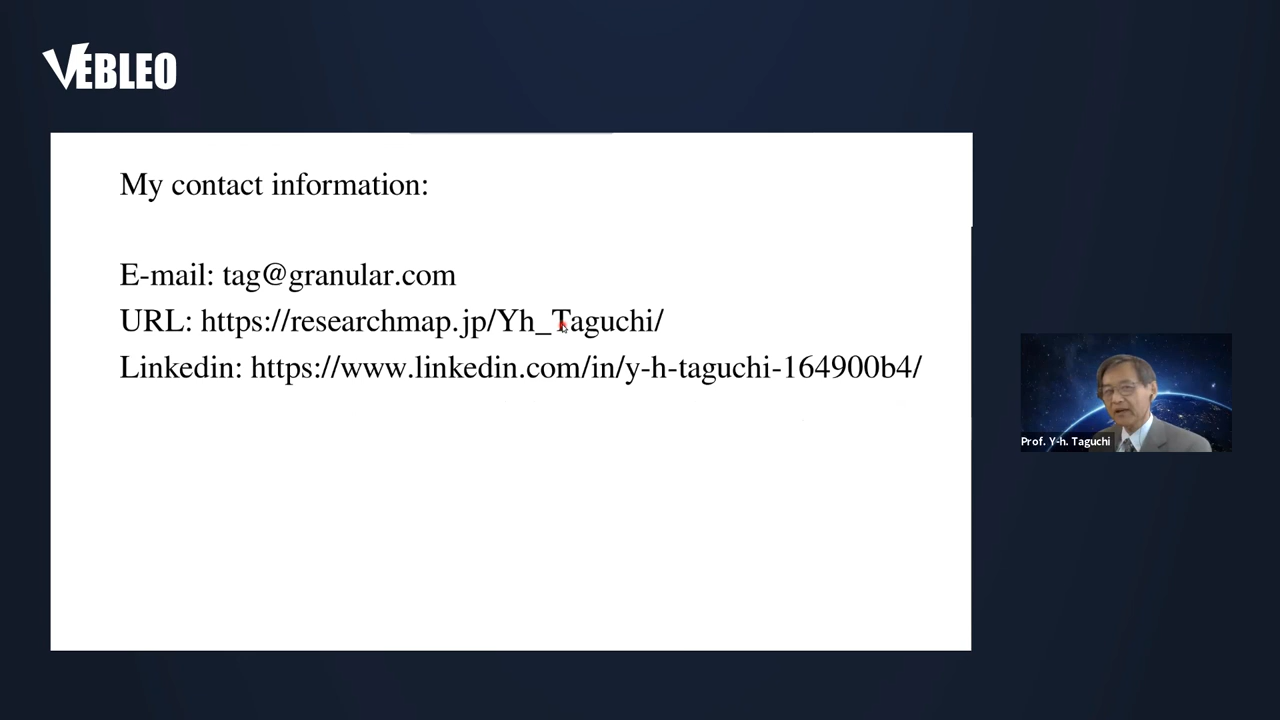 VEBLEO
My contact information:
E-mail: tag@granular.com
URL: https://researchmap.jp/Yh_Taguchi/
Linkedin: https://www.linkedin.com/in/y-h-taguchi-164900b4/
Prof. Y-h. Taguchi